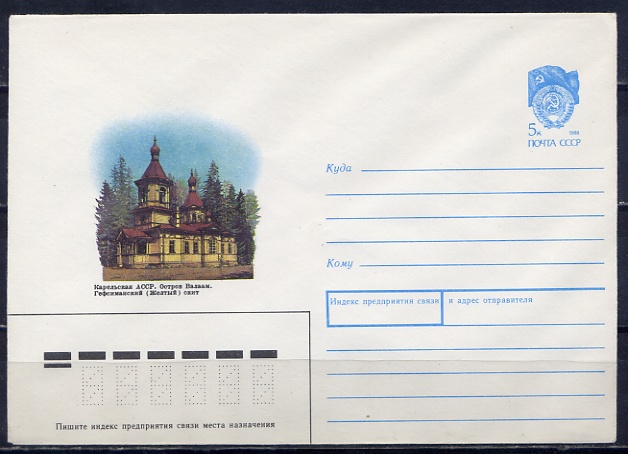 5к 1988
ПОЧТА СССР
Куда
Кому
Индекс предприятия связи и адрес отправителя
Карельская АССР. Остров Валаам.
Гефсиманский (Желтый) скит
Пишите индекс предприятия связи места назначения